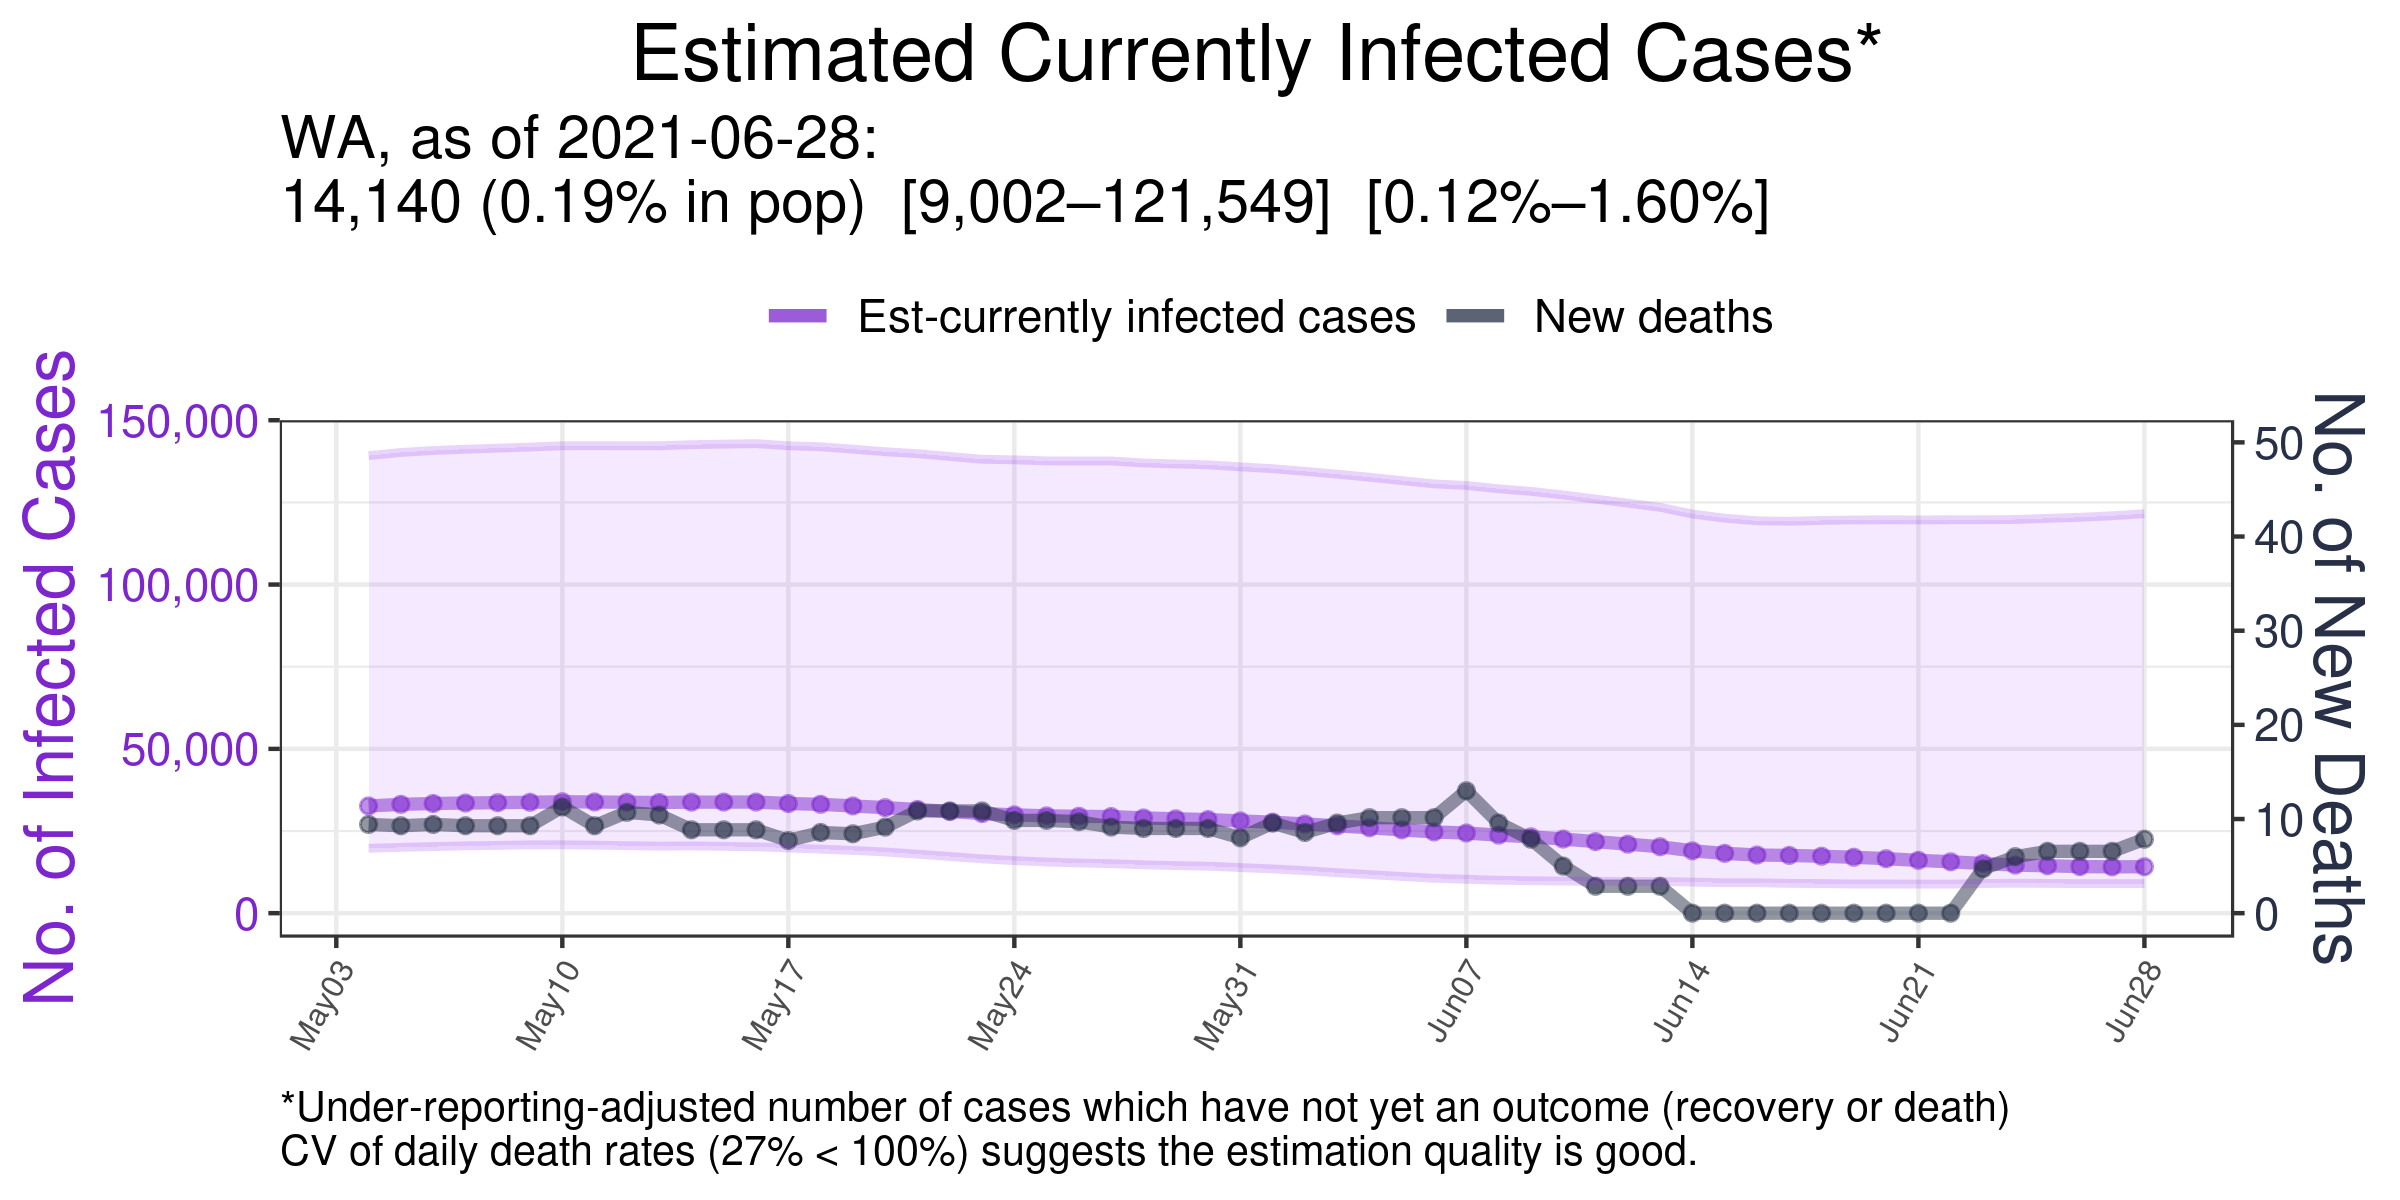 Estimated Currently Infected Cases*
WA, as of 2021-06-28:
14,140 (0.19% in pop)  [9,002–121,549]  [0.12%–1.60%]
Est-currently infected cases
New deaths
No. of Infected Cases
150,000
100,000
50,000
0
50
40
30
20
10
0
No. of New Deaths
May03
May10
May17
May24
May31
Jun07
Jun14
Jun21
Jun28
*Under-reporting-adjusted number of cases which have not yet an outcome (recovery or death)
CV of daily death rates (27% < 100%) suggests the estimation quality is good.